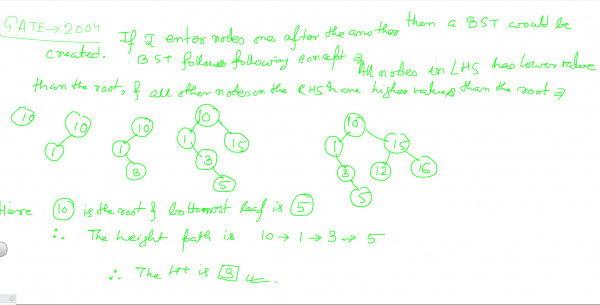 GATE → 2004
If I enter nodes one after the another then a BST would be
created. BST follows following concept ⇒ All nodes in LHS has lower value
than the root, & all other nodes on the RHS have higher values than the root ⇒
10 10 10 10 10
1 1 1 15 1 15
3 3 3 12 16
5 5
Here 10 is the root & bottommost leaf is 5
∴ The height path is 10 → 1 → 3 → 5
∴ The ht is 3